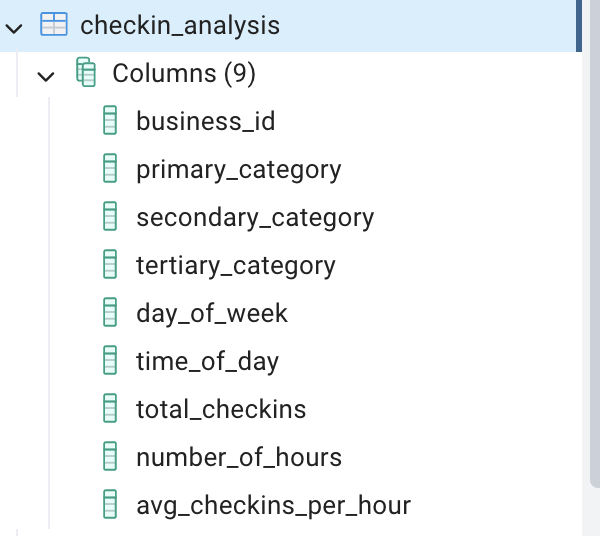 checkin_analysis
Columns (9)
business_id
primary_category
secondary_category
tertiary_category
day_of_week
time_of_day
total_checkins
number_of_hours
avg_checkins_per_hour